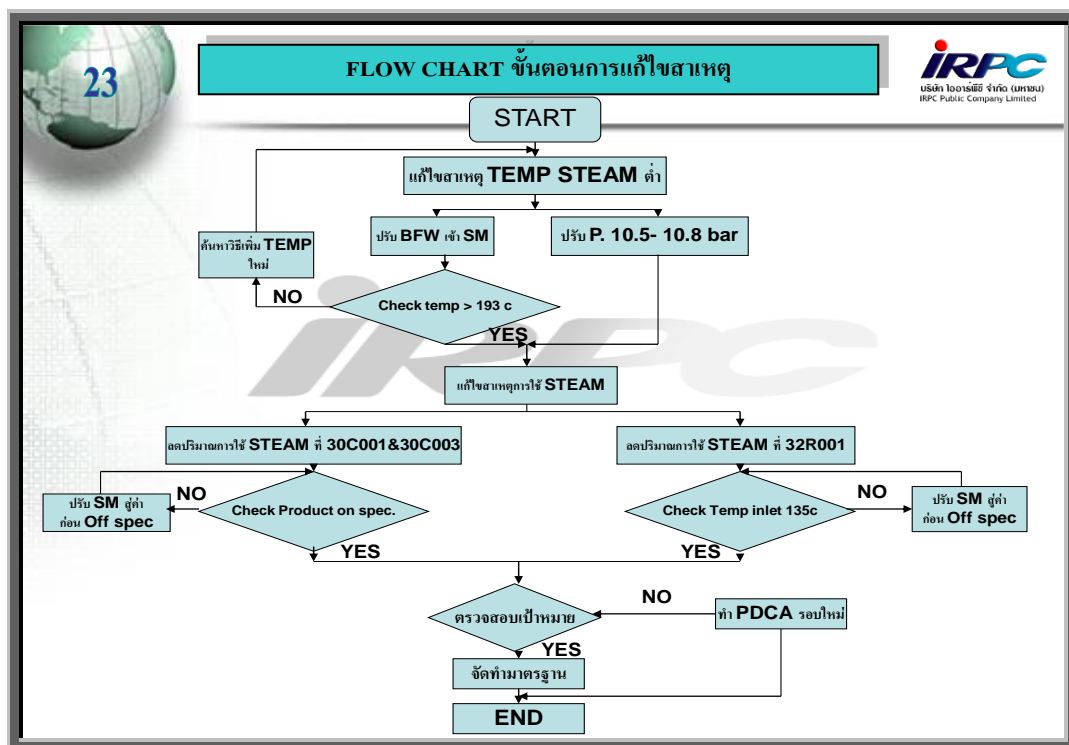 23
FLOW CHART ขั้นตอนการแก้ไขสาเหตุ
iRPC
บริษัท ไออาร์พีซี จำกัด (มหาชน)
IRPC Public Company Limited
START
แก้ไขสาเหตุ TEMP STEAM ต่ำ
ค้นหาวิธีเพิ่ม TEMP
ใหม่
ปรับ BFW เข้า SM
ปรับ P. 10.5- 10.8 bar
NO
Check temp > 193 c
YES
iRPC
แก้ไขสาเหตุการใช้ STEAM
ลดปริมาณการใช้ STEAM ที่ 30C001&30C003
ลดปริมาณการใช้ STEAM ที่ 32R001
ปรับ SM สู่ค่า
ก่อน Off spec
NO
Check Product on spec.
Check Temp inlet 135c
NO
ปรับ SM สู่ค่า
ก่อน Off spec
YES
YES
ตรวจสอบเป้าหมาย
NO
ทำ PDCA รอบใหม่
YES
จัดทำมาตรฐาน
END